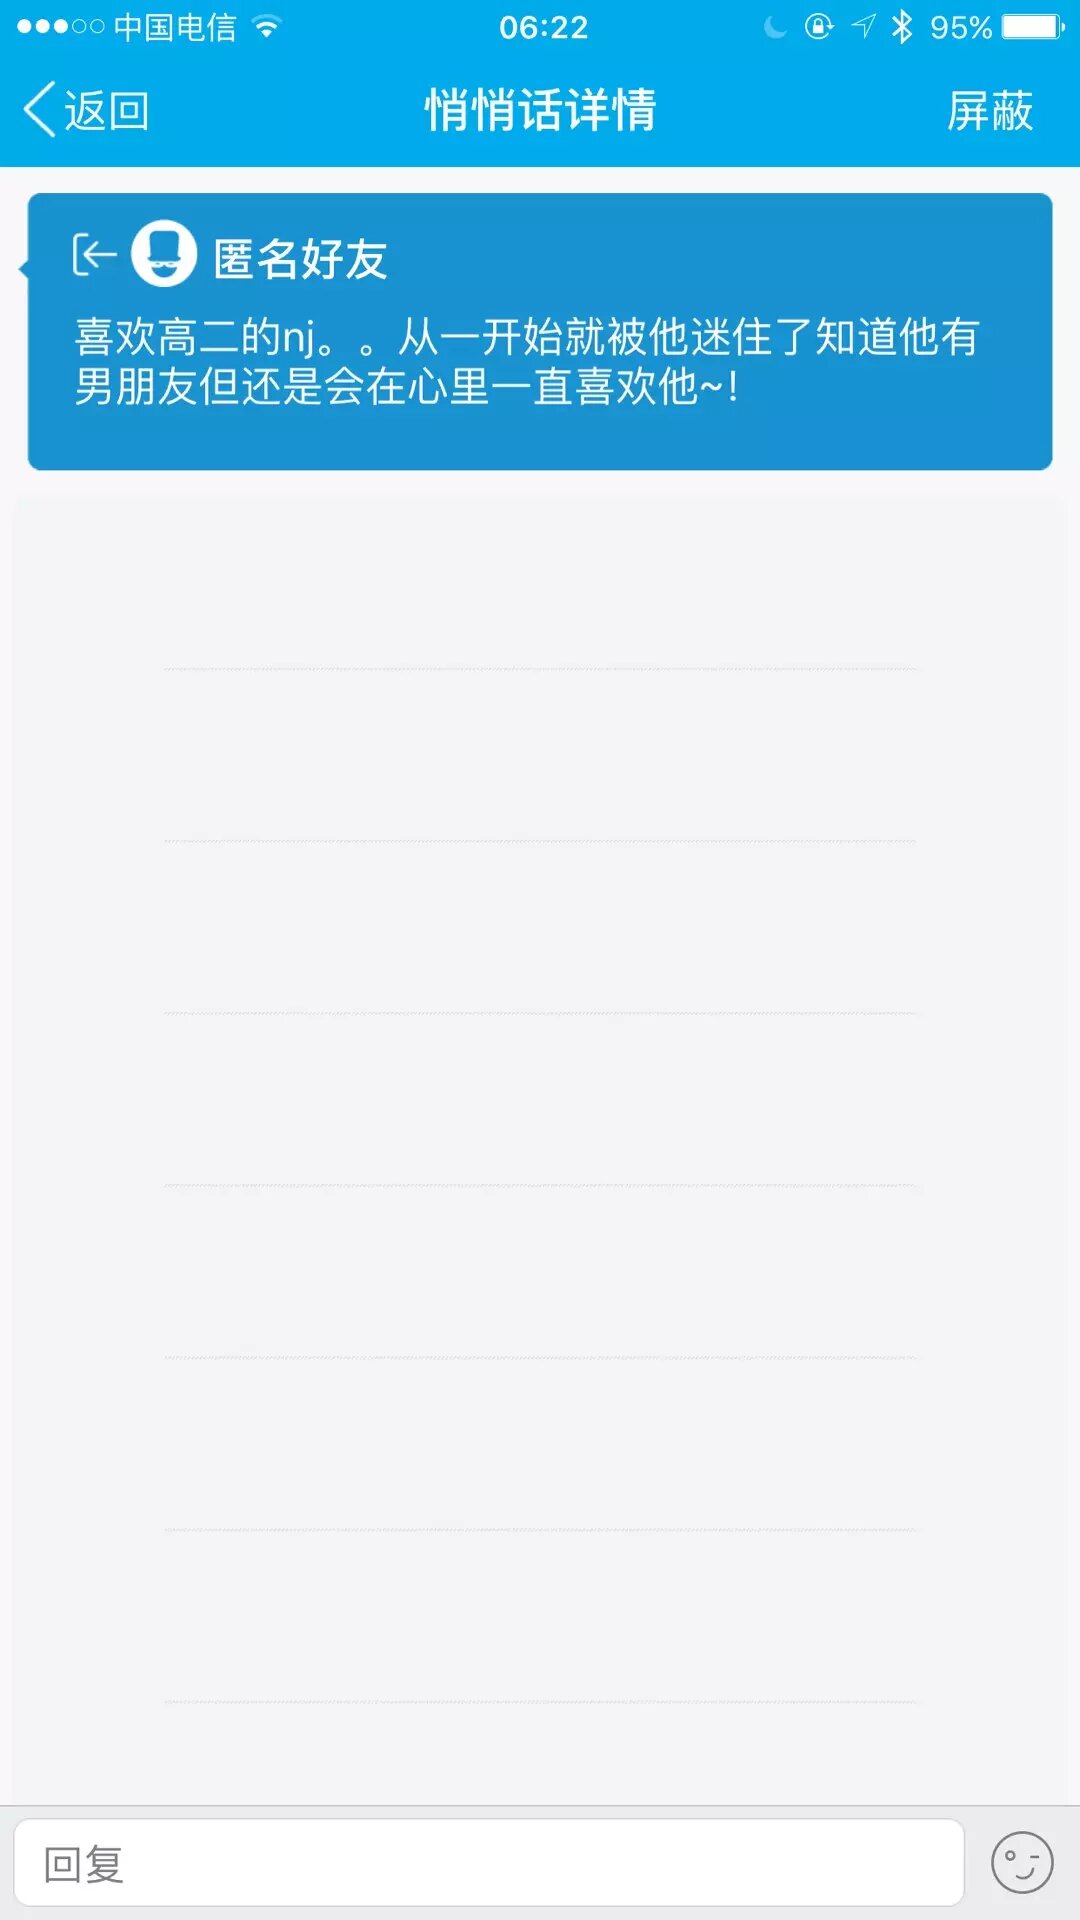 中国电信 06:22 95%
返回 悄悄话详情 屏蔽
匿名好友
喜欢高二的nj。。从一开始就被他迷住了知道他有
男朋友但还是会在心里一直喜欢他~!
回复